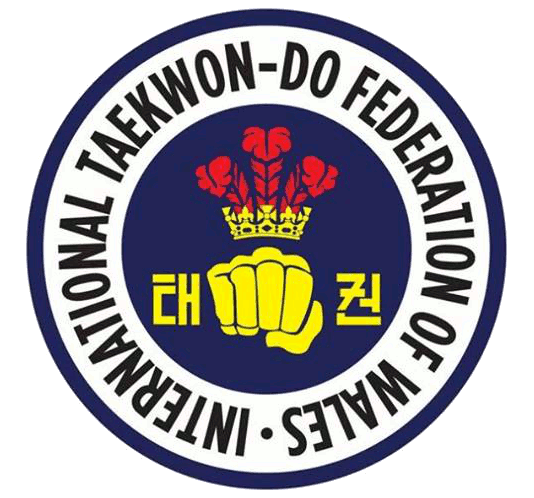 INTERNATIONAL TAEKWON-DO FEDERATION OF WALES •
태 권